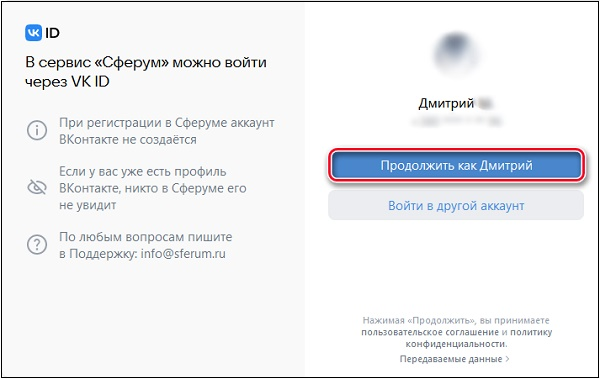 VK ID
В сервис «Сферум» можно войти
через VK ID
При регистрации в Сферуме аккаунт
ВКонтакте не создаётся
Если у вас уже есть профиль
ВКонтакте, никто в Сферуме его
не увидит
По любым вопросам пишите
в Поддержку: info@sferum.ru
Дмитрий
Продолжить как Дмитрий
Войти в другой аккаунт
Нажимая «Продолжить», вы принимаете
пользовательское соглашение и политику
конфиденциальности.
Передаваемые данные >